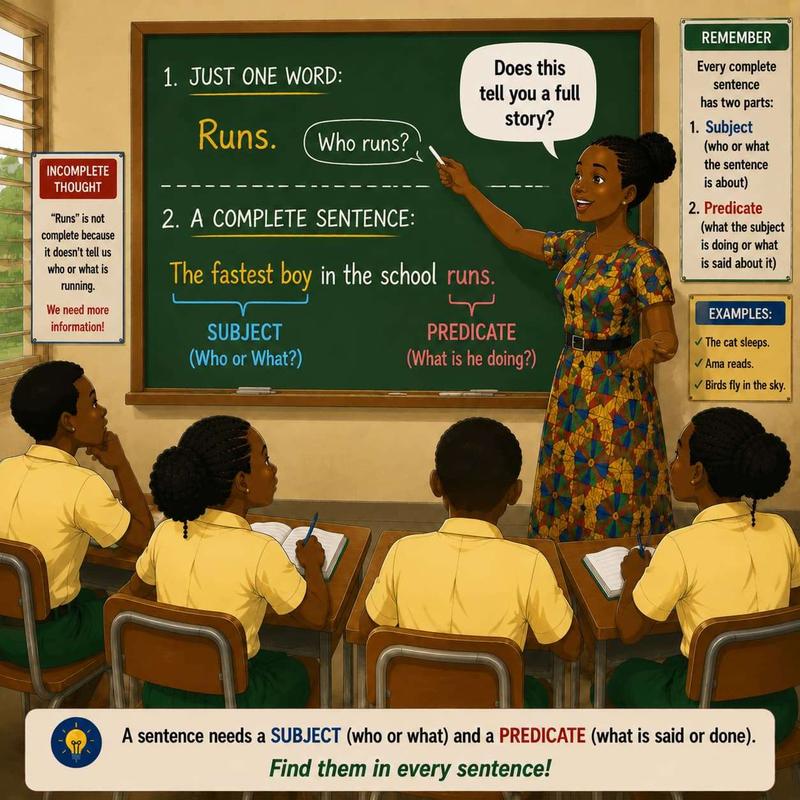 1. JUST ONE WORD:
Runs.
Who runs?
Does this
tell you a full
story?
2. A COMPLETE SENTENCE:
The fastest boy in the school runs.
SUBJECT
(Who or What?)
PREDICATE
(What is he doing?)
INCOMPLETE
THOUGHT
"Runs" is not
complete because
it doesn't tell us
who or what is
running.
We need more
information!
REMEMBER
Every complete
sentence
has two parts:
1. Subject
(who or what
the sentence
is about)
2. Predicate
(what the subject
is doing or what
is said about it)
EXAMPLES:
✓ The cat sleeps.
✓ Ama reads.
✓ Birds fly in the sky.
A sentence needs a SUBJECT (who or what) and a PREDICATE (what is said or done).
Find them in every sentence!